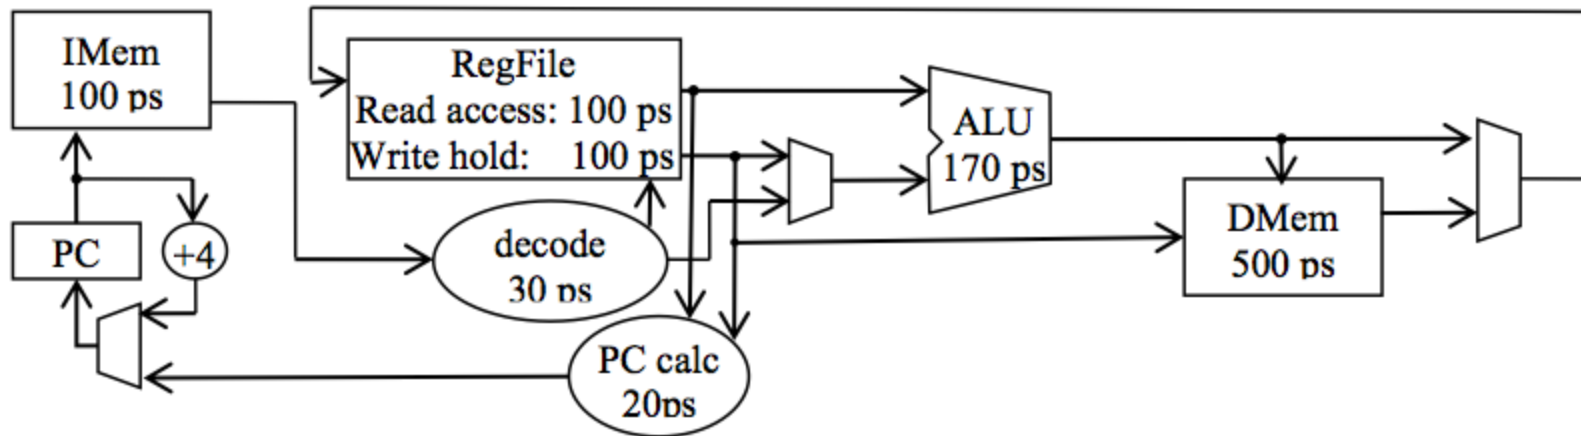 IMem
100 ps
RegFile
Read access: 100 ps
Write hold: 100 ps
ALU
170 ps
PC
+4
decode
30 ps
DMem
500 ps
PC calc
20ps